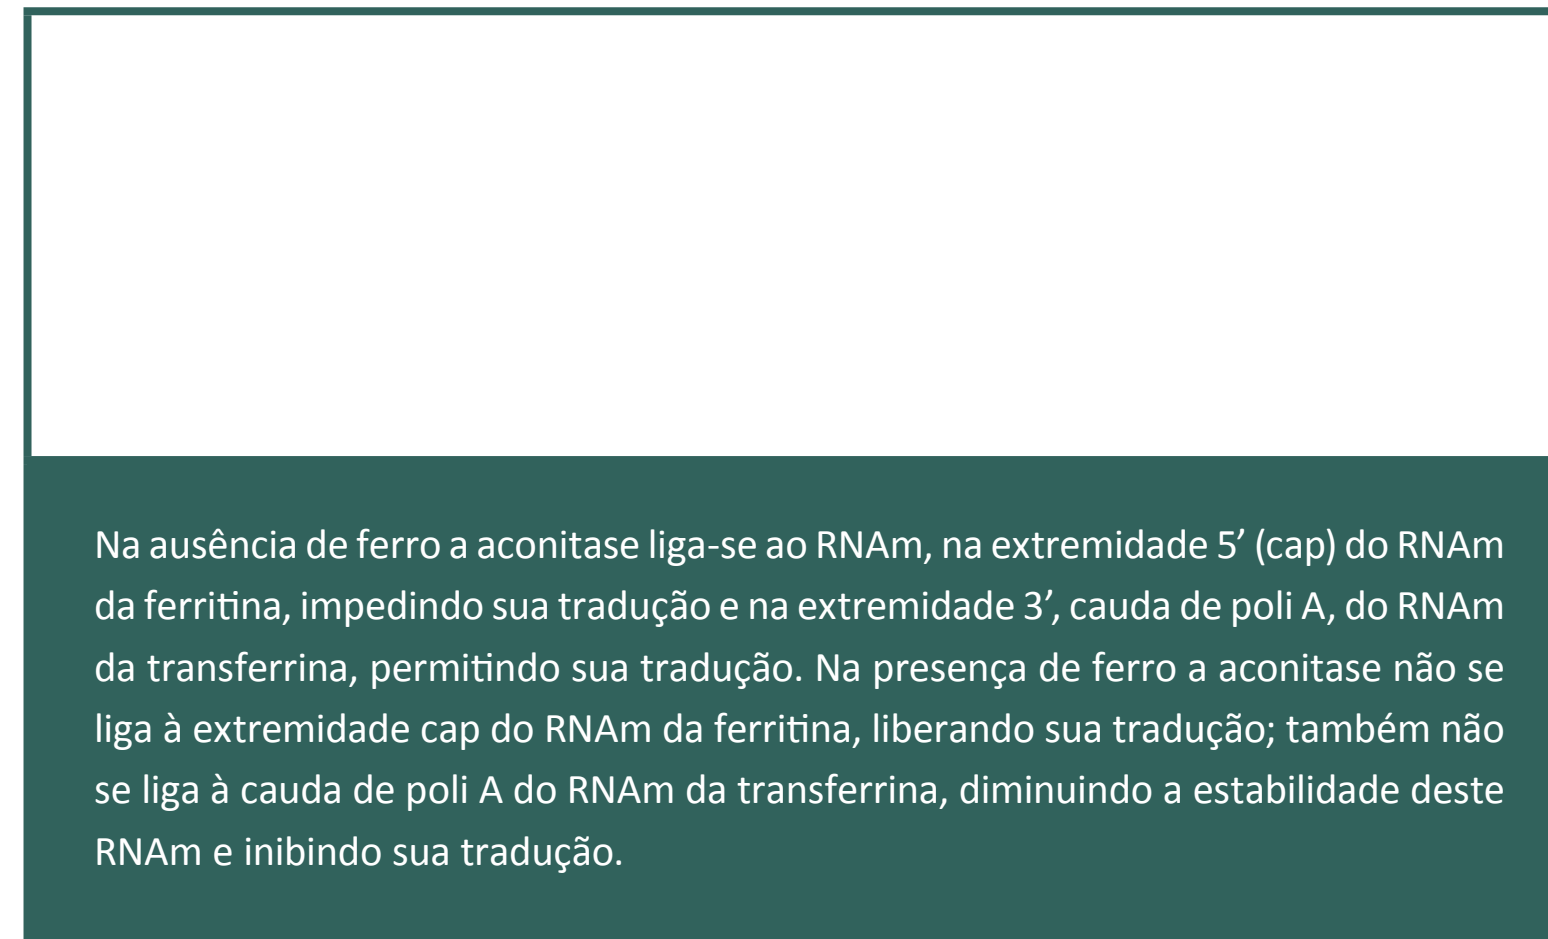 Na ausência de ferro a aconitase liga-se ao RNAm, na extremidade 5’ (cap) do RNAm
da ferritina, impedindo sua tradução e na extremidade 3’, cauda de poli A, do RNAm
da transferrina, permitindo sua tradução. Na presença de ferro a aconitase não se
liga à extremidade cap do RNAm da ferritina, liberando sua tradução; também não
se liga à cauda de poli A do RNAm da transferrina, diminuindo a estabilidade deste
RNAm e inibindo sua tradução.